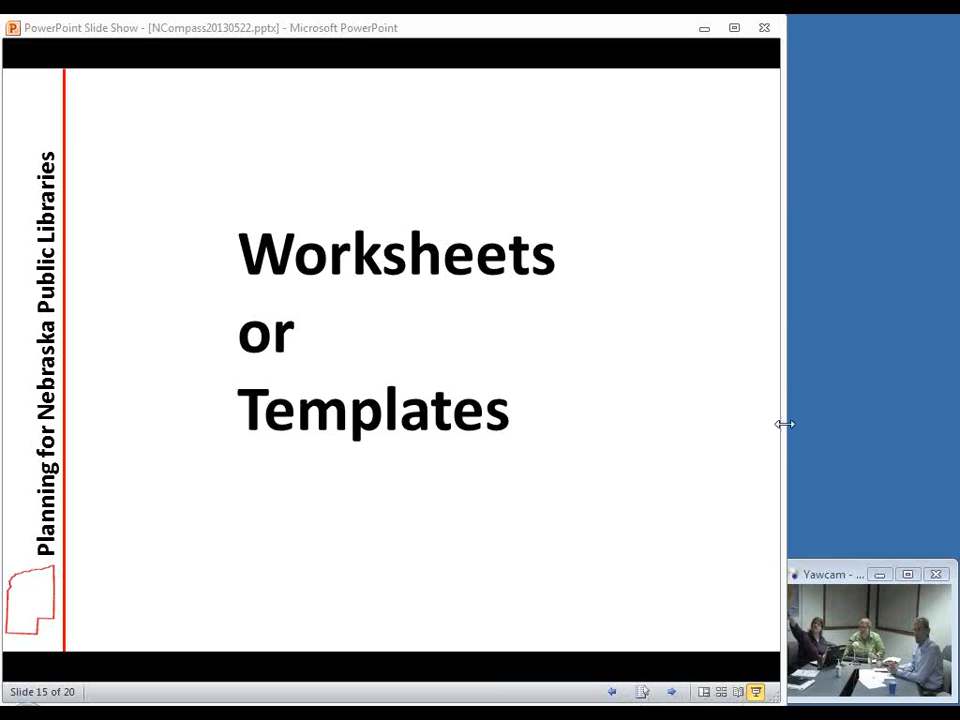 PowerPoint Slide Show - [NCompass20130522.pptx] - Microsoft PowerPoint
Planning for Nebraska Public Libraries
Worksheets
or
Templates
Yawcam - ...
Slide 15 of 20